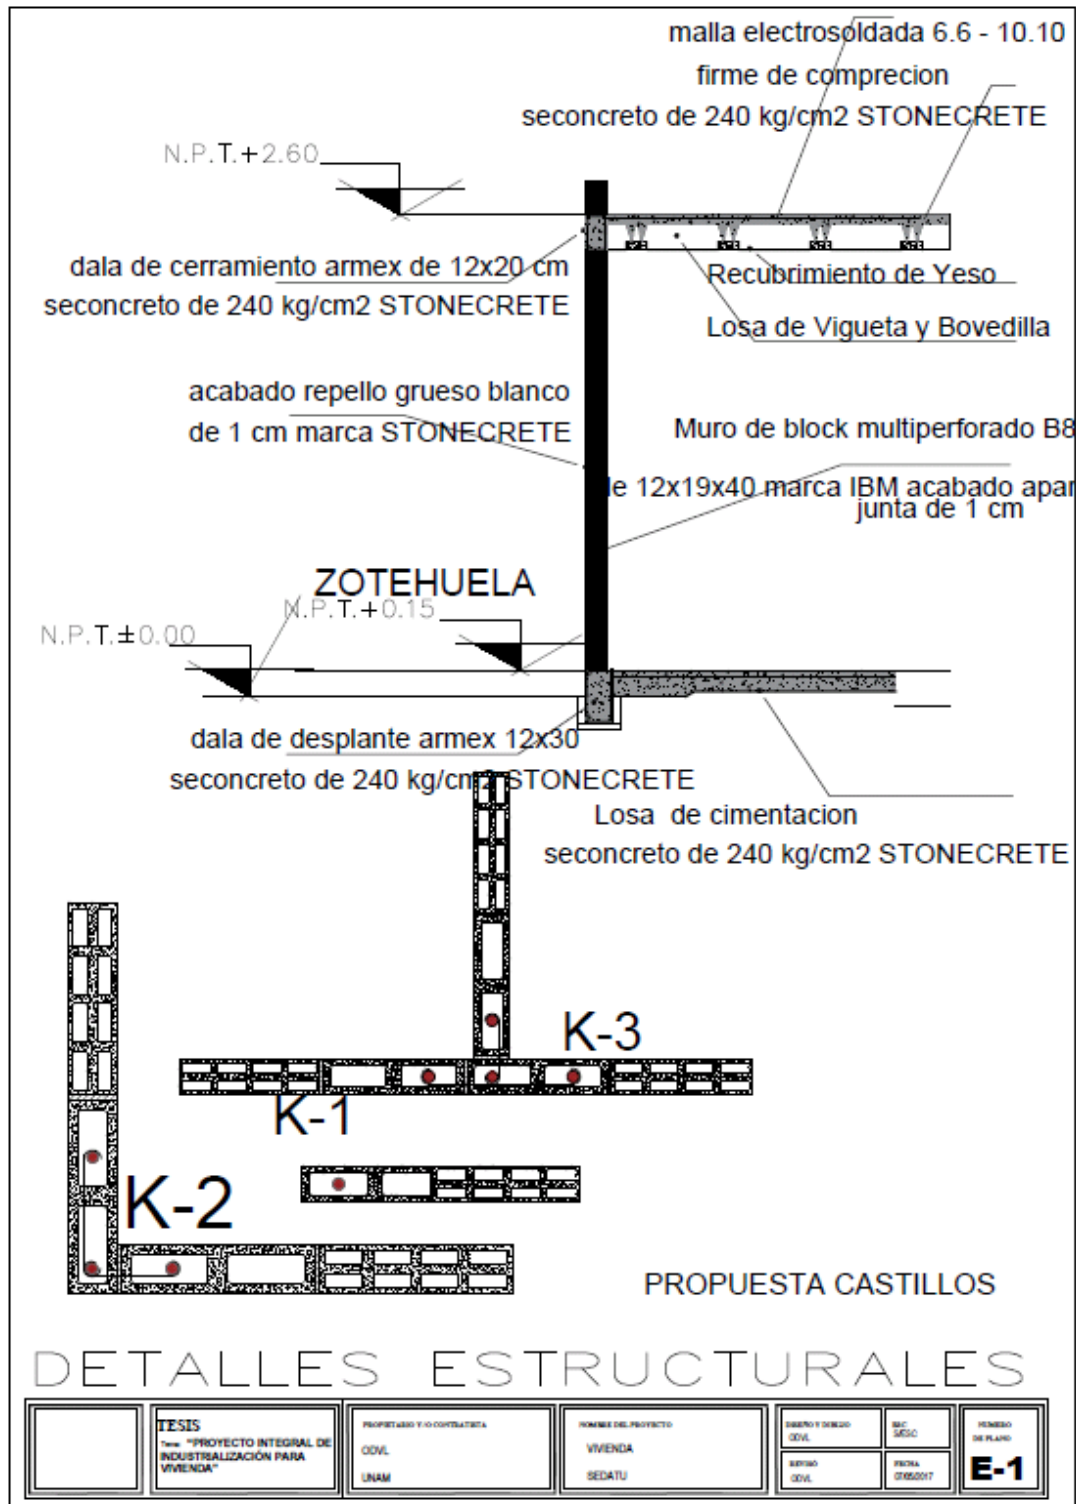 malla electrosoldada 6.6 - 10.10
firme de comprecion
seconcreto de 240 kg/cm2 STONECRETE
N.P.T.+2.60
dala de cerramiento armex de 12x20 cm
seconcreto de 240 kg/cm2 STONECRETE
Recubrimiento de Yeso
Losa de Vigueta y Bovedilla
acabado repello grueso blanco
de 1 cm marca STONECRETE
Muro de block multiperforado B8
de 12x19x40 marca IBM acabado apar
junta de 1 cm
ZOTEHUELA
N.P.T.+0.15
N.P.T.±0.00
dala de desplante armex 12x30
seconcreto de 240 kg/cm2 STONECRETE
Losa de cimentacion
seconcreto de 240 kg/cm2 STONECRETE
K-3
K-1
K-2
PROPUESTA CASTILLOS
DETALLES ESTRUCTURALES
TESIS
Tema: "PROYECTO INTEGRAL DE
INDUSTRIALIZACIÓN PARA
VIVIENDA"
PROPIETARIO Y/O CONTRATISTA
ODVL
UNAM
NOMBRE DEL PROYECTO
VIVIENDA
SEDATU
DISEÑO Y DIBUJO
ODVL
ESC
S/ESC
REVISÓ
ODVL
FECHA
07/05/2017
NUMERO
DE PLANO
E-1